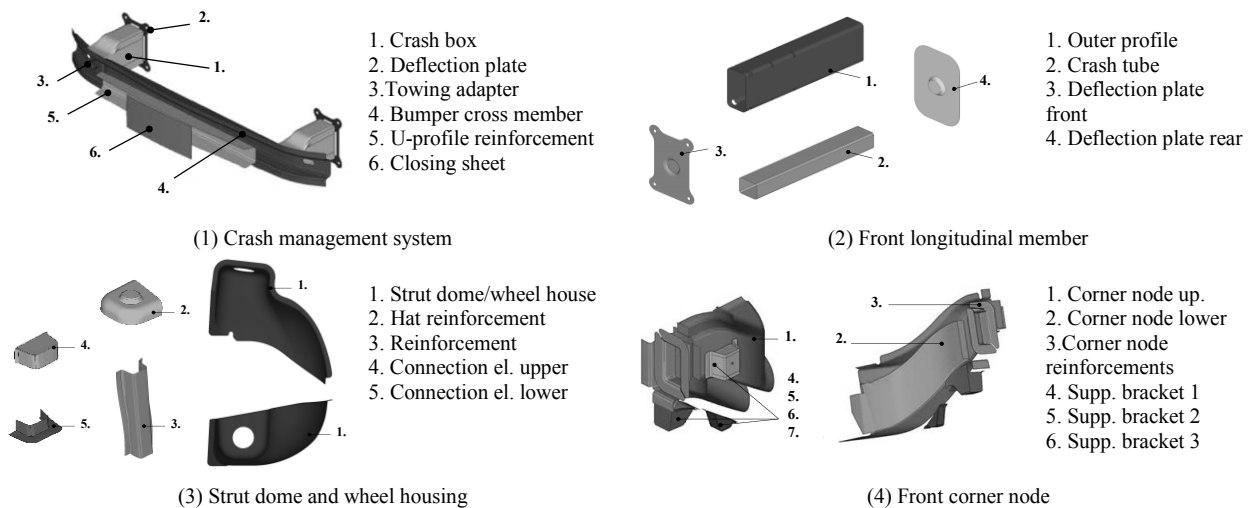 2.
1.
3.
5.
6.
4.
1. Crash box
2. Deflection plate
3.Towing adapter
4. Bumper cross member
5. U-profile reinforcement
6. Closing sheet
(1) Crash management system
1.
4.
3.
2.
1. Outer profile
2. Crash tube
3. Deflection plate
front
4. Deflection plate rear
(2) Front longitudinal member
1.
2.
4.
5.
3.
1.
1. Strut dome/wheel house
2. Hat reinforcement
3. Reinforcement
4. Connection el. upper
5. Connection el. lower
(3) Strut dome and wheel housing
1.
4.
5.
6.
7.
3.
2.
1. Corner node up.
2. Corner node lower
3.Corner node
reinforcements
4. Supp. bracket 1
5. Supp. bracket 2
6. Supp. bracket 3
(4) Front corner node